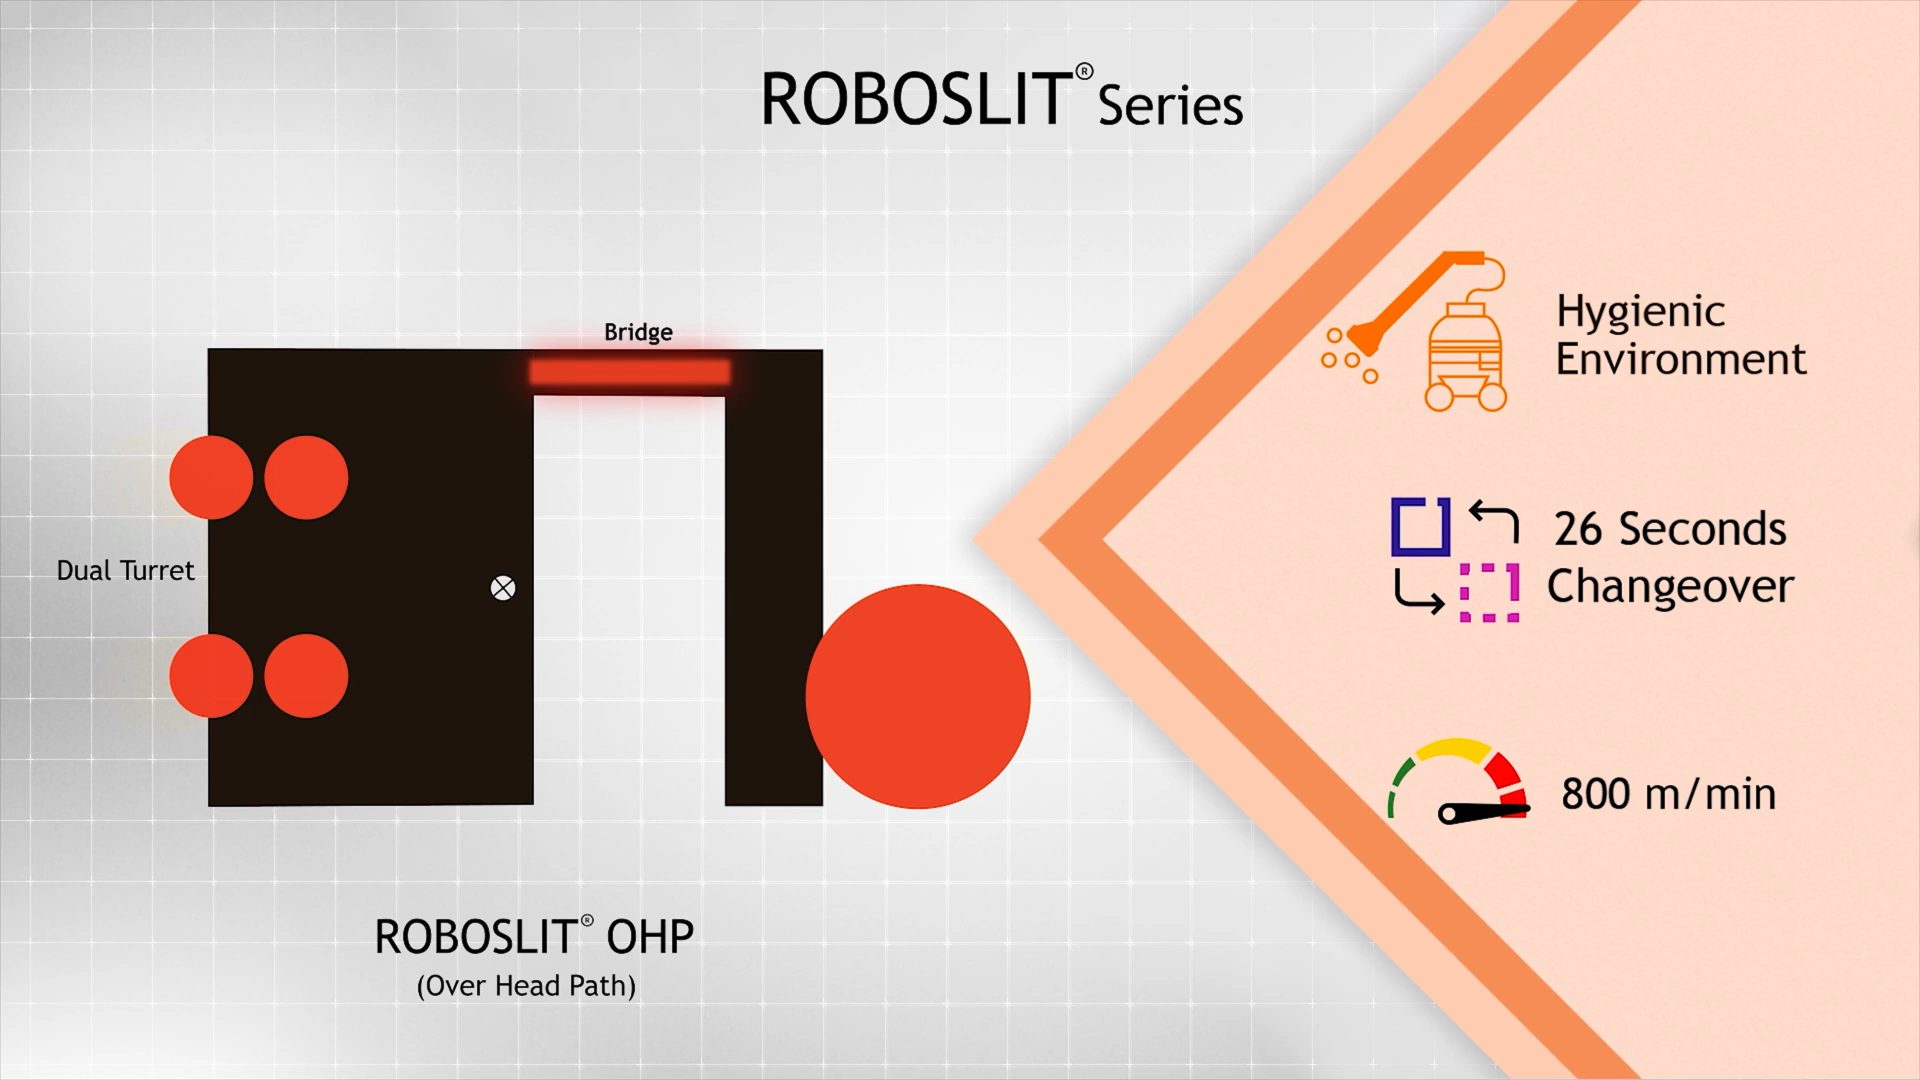 ROBOSLIT® Series
Bridge
Dual Turret
ROBOSLIT® OHP
(Over Head Path)
Hygienic
Environment
26 Seconds
Changeover
800 m/min